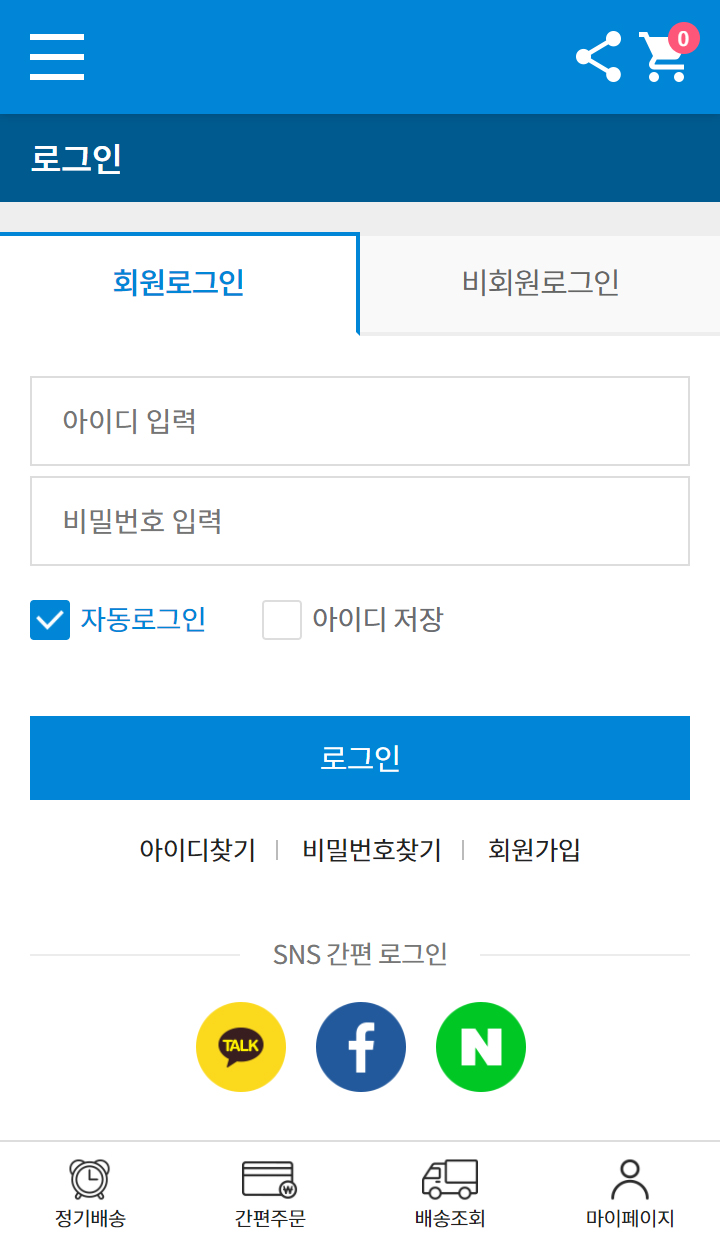 0
로그인
회원로그인 비회원로그인
아이디 입력
비밀번호 입력
자동로그인 아이디 저장
로그인
아이디찾기 비밀번호찾기 회원가입
SNS 간편 로그인
TALK f N
정기배송 간편주문 배송조회 마이페이지